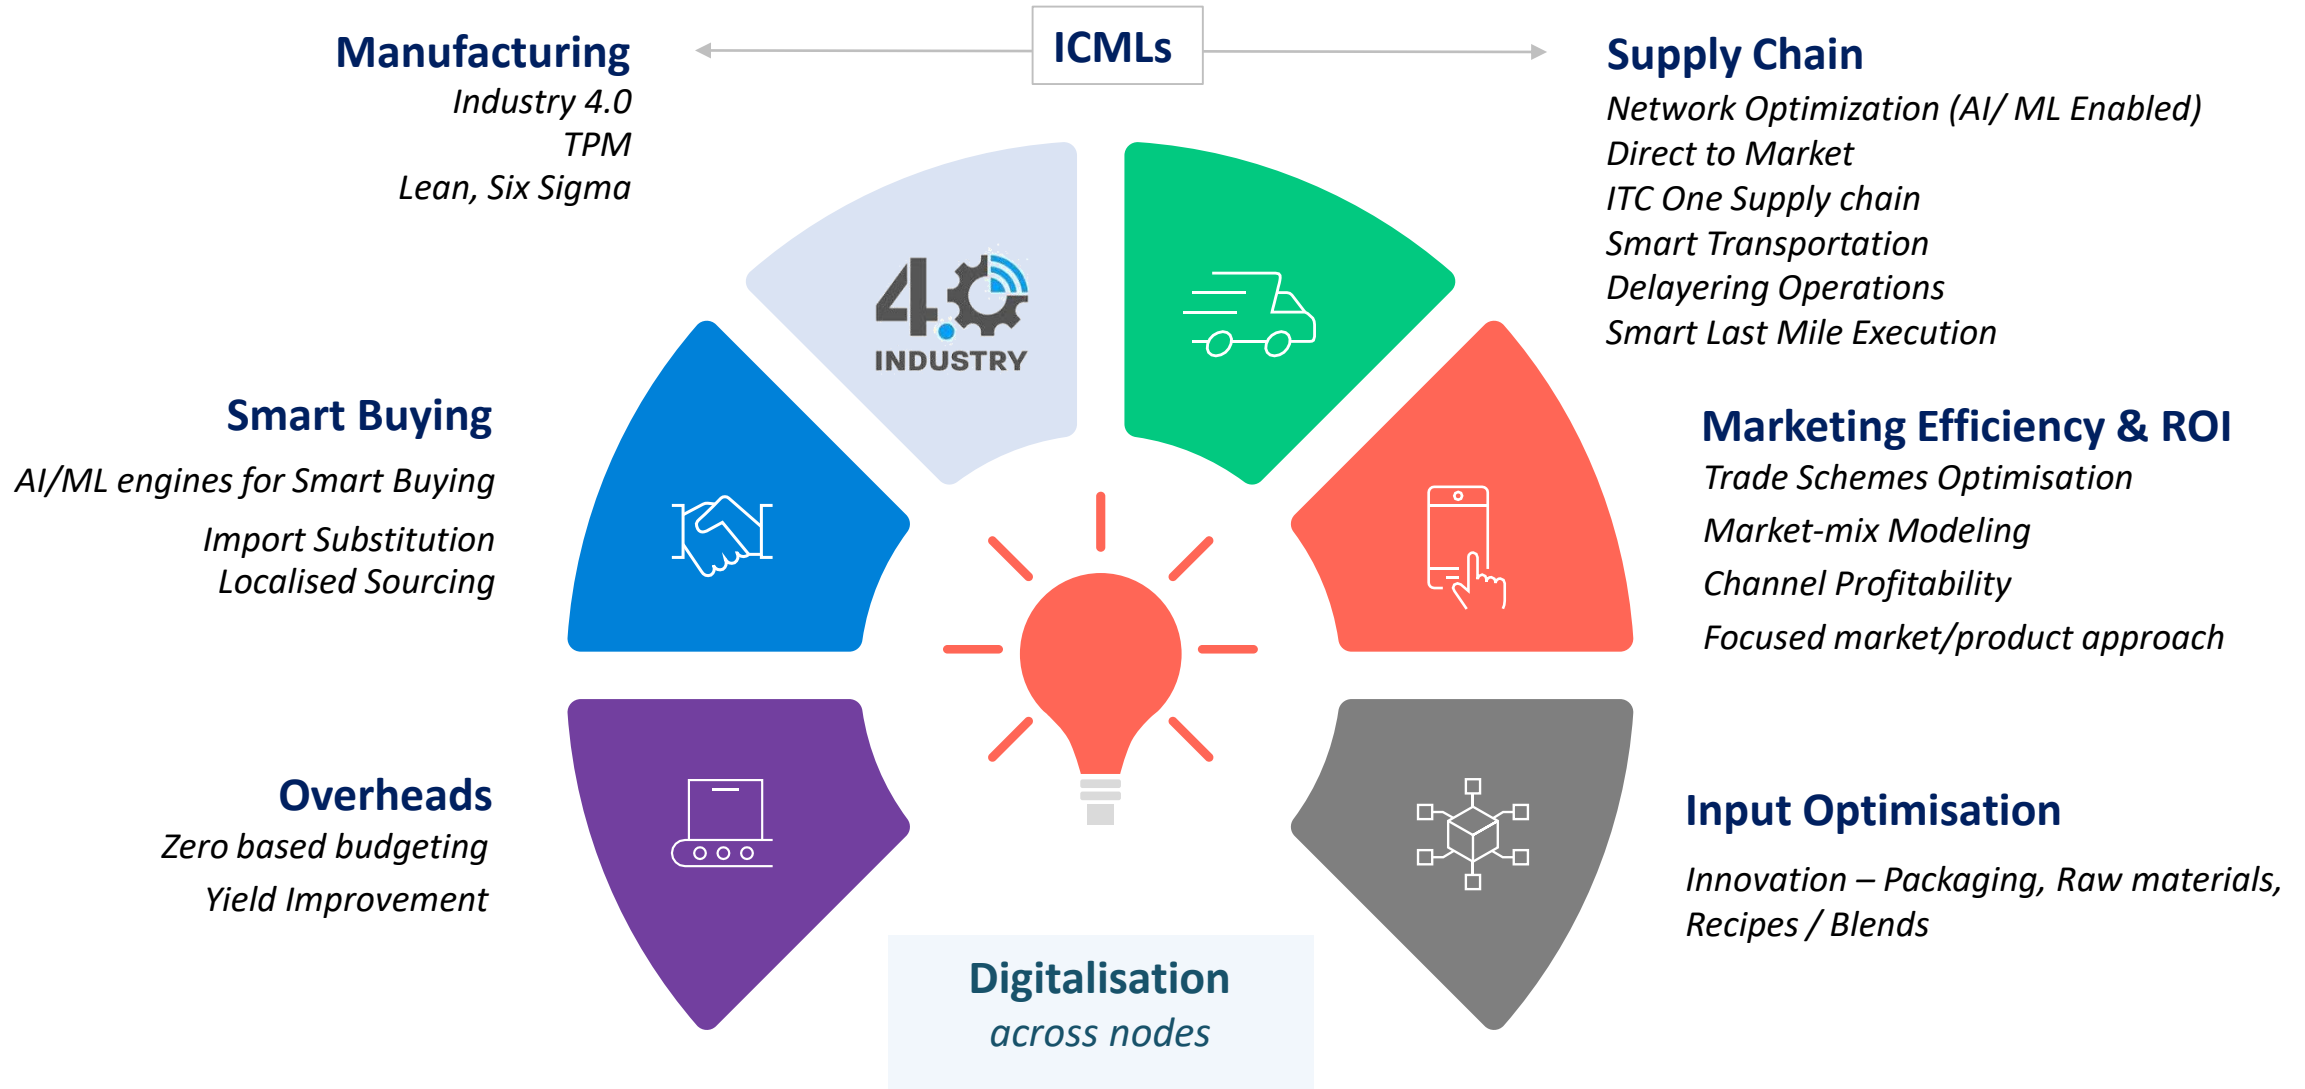 ICMLs
Manufacturing
Industry 4.0
TPM
Lean, Six Sigma
Supply Chain
Network Optimization (AI/ ML Enabled)
Direct to Market
ITC One Supply chain
Smart Transportation
Delayering Operations
Smart Last Mile Execution
4.0
INDUSTRY
Smart Buying
AI/ML engines for Smart Buying
Import Substitution
Localised Sourcing
Marketing Efficiency & ROI
Trade Schemes Optimisation
Market-mix Modeling
Channel Profitability
Focused market/product approach
Overheads
Zero based budgeting
Yield Improvement
Input Optimisation
Innovation – Packaging, Raw materials,
Recipes / Blends
Digitalisation
across nodes